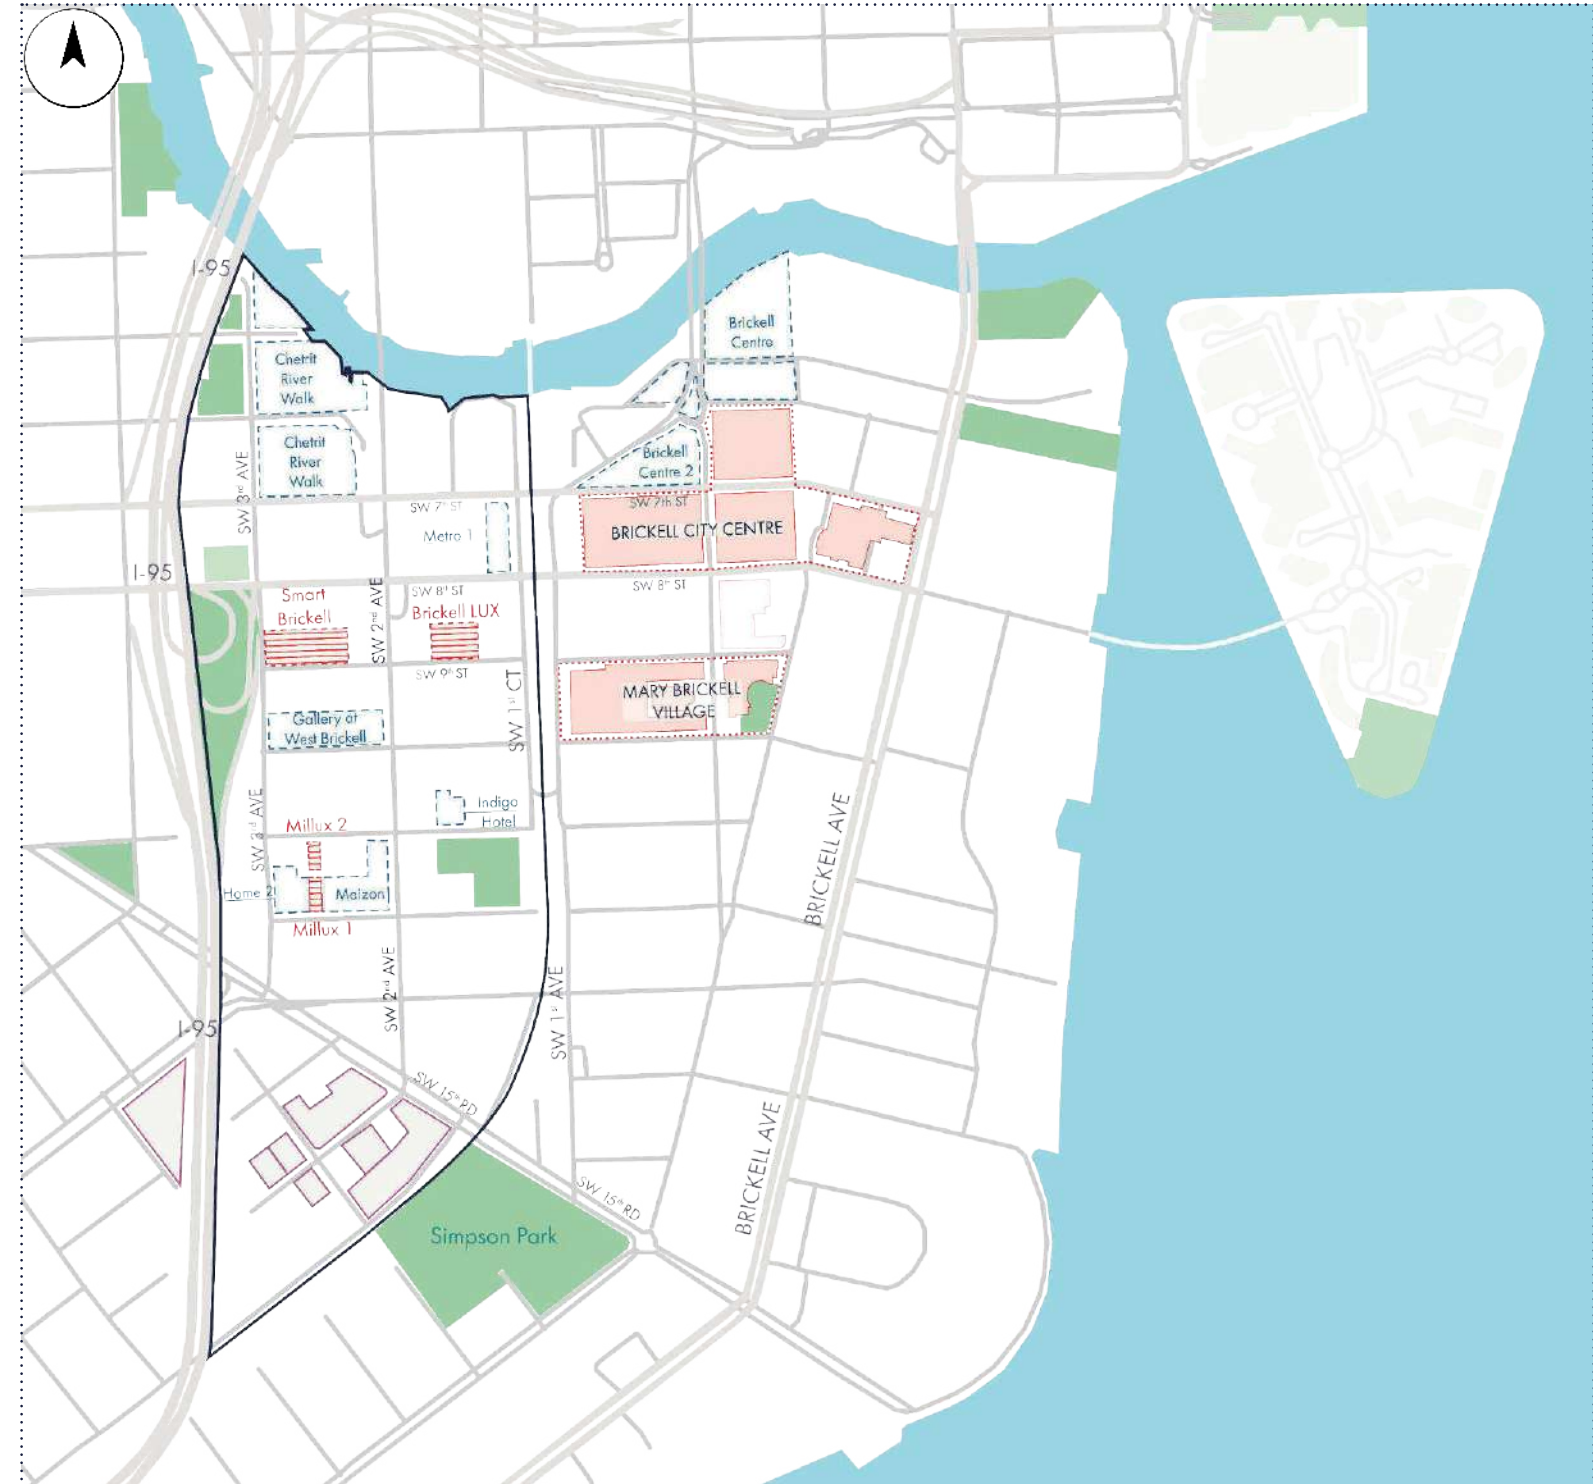 I-95
Brickell
Centre
Chetrit
River
Walk
Chetrit
River
Walk
Brickell
Centre 2
SW 3rd AVE
SW 7th ST
SW 7th ST
Metro 1
BRICKELL CITY CENTRE
I-95
SW 8th ST
SW 8th ST
Smart
Brickell
Brickell LUX
SW 2nd AVE
SW 9th ST
SW 1st CT
MARY BRICKELL
VILLAGE
Gallery at
West Brickell
Indigo
Hotel
SW 3rd AVE
Millux 2
BRICKELL AVE
Home 2
Maizon
Millux 1
SW 2nd AVE
SW 1st AVE
I-95
SW 15th RD
BRICKELL AVE
SW 15th RD
Simpson Park